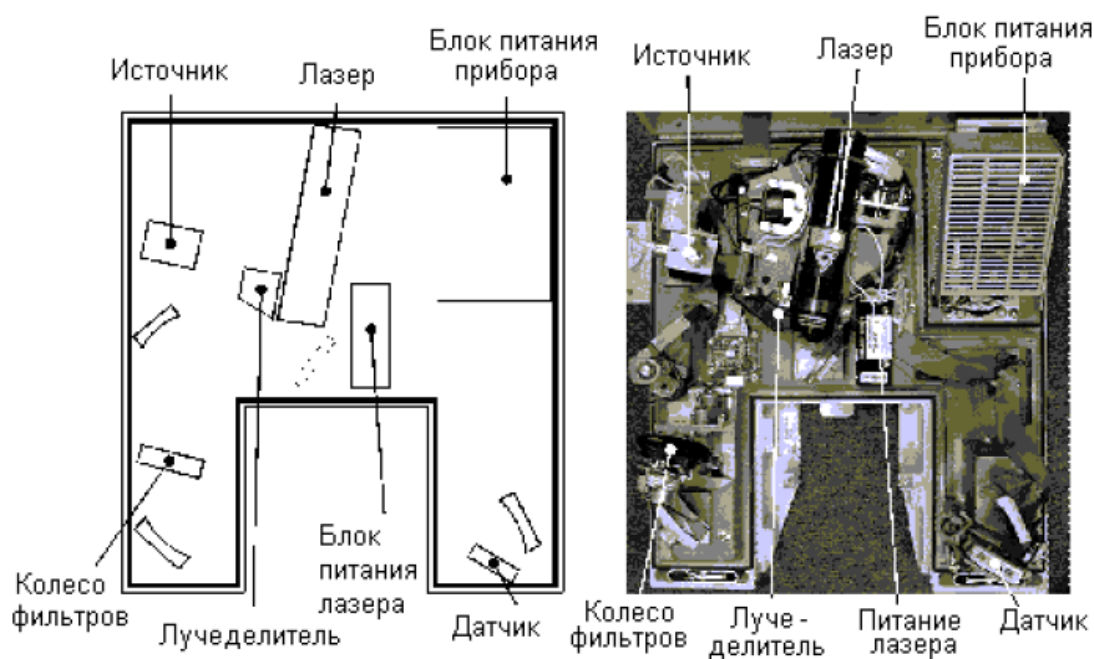 Источник
Лазер
Блок питания
прибора
Колесо
фильтров
Лучеделитель
Блок
питания
лазера
Датчик
Источник
Лазер
Блок питания
прибора
Колесо
фильтров
Луче -
делитель
Питание
лазера
Датчик